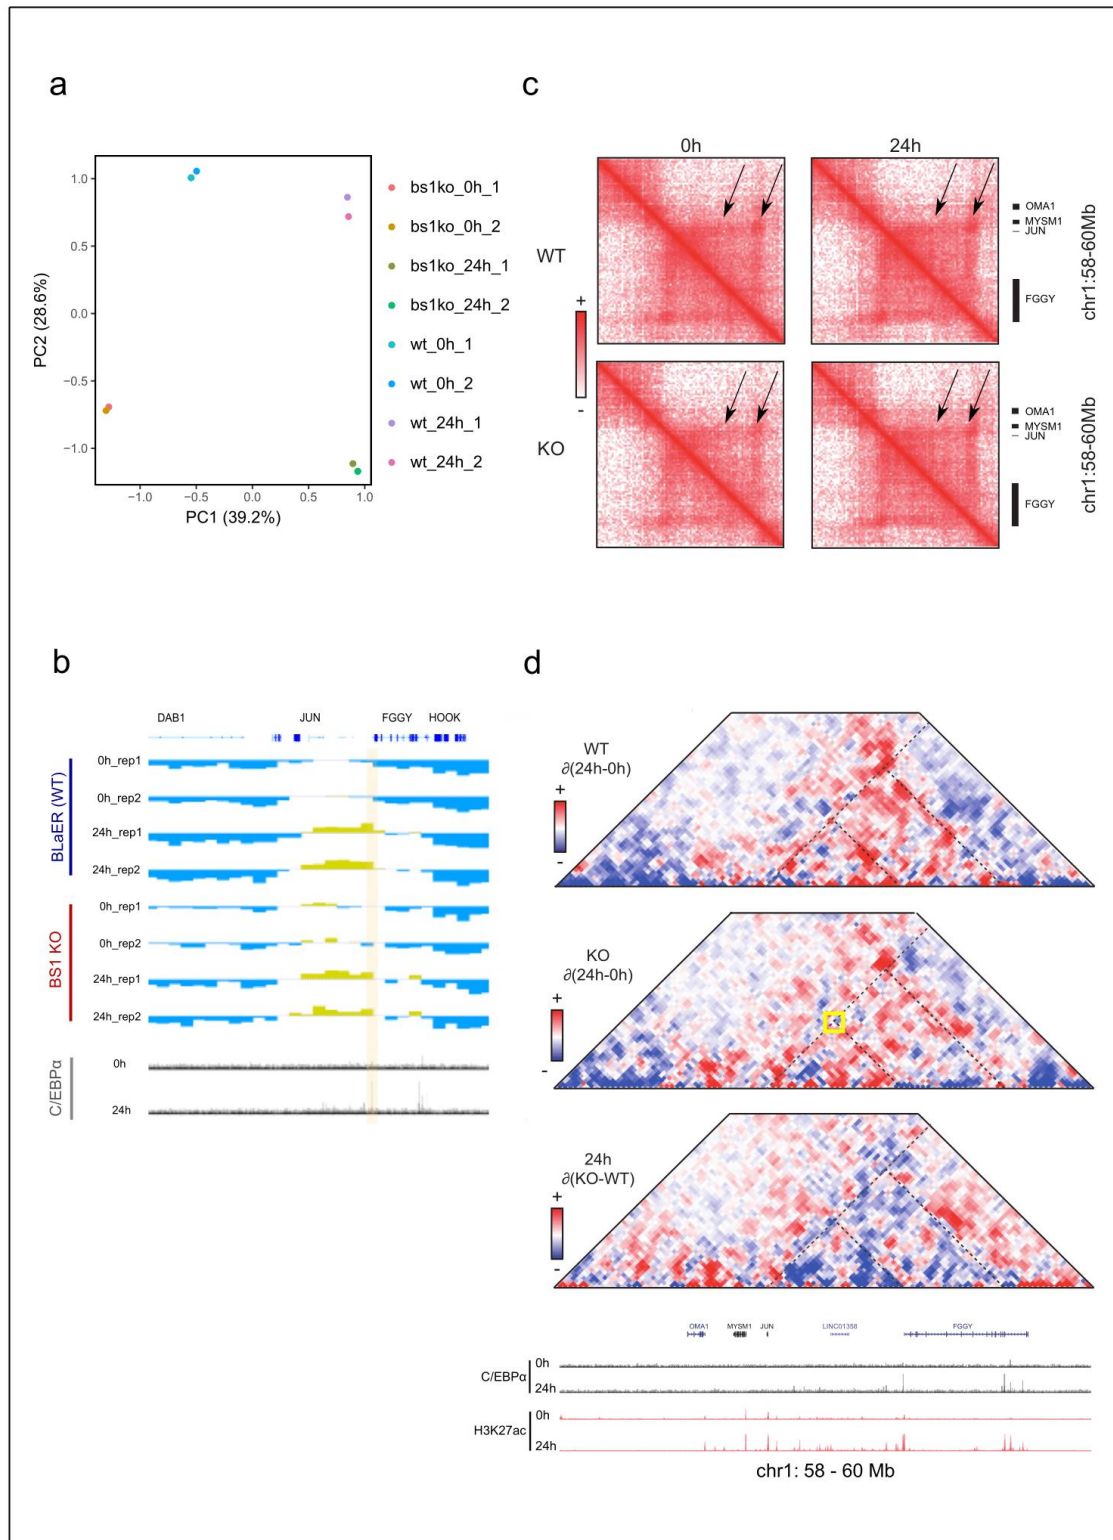 a
1.0
0.5
0.0
−0.5
−1.0
PC2 (28.6%)
−1.0
−0.5
0.0
0.5
1.0
PC1 (39.2%)
bs1ko_0h_1
bs1ko_0h_2
bs1ko_24h_1
bs1ko_24h_2
wt_0h_1
wt_0h_2
wt_24h_1
wt_24h_2
c
0h
24h
WT
KO
+
-
OMA1
MYSM1
JUN
FGGY
chr1:58-60Mb
OMA1
MYSM1
JUN
FGGY
chr1:58-60Mb
b
DAB1
JUN
FGGY
HOOK
BLaER (WT)
0h_rep1
0h_rep2
24h_rep1
24h_rep2
BS1 KO
0h_rep1
0h_rep2
24h_rep1
24h_rep2
C/EBPα
0h
24h
d
WT
∂(24h-0h)
+
-
KO
∂(24h-0h)
+
-
24h
∂(KO-WT)
+
-
OMA1
MYSM1
JUN
LINC01358
FGGY
C/EBPα
0h
24h
H3K27ac
0h
24h
chr1: 58 - 60 Mb